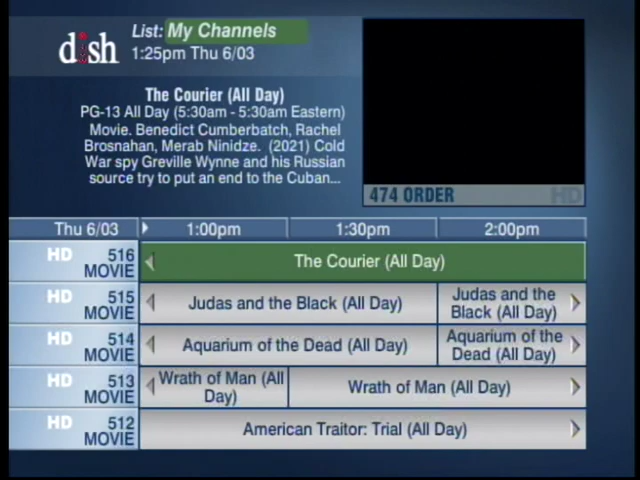 dish
List: My Channels
1:25pm Thu 6/03
The Courier (All Day)
PG-13 All Day (5:30am - 5:30am Eastern)
Movie. Benedict Cumberbatch, Rachel
Brosnahan, Merab Ninidze. (2021) Cold
War spy Greville Wynne and his Russian
source try to put an end to the Cuban...
474 ORDER
HD
Thu 6/03 1:00pm 1:30pm 2:00pm
HD 516
MOVIE
The Courier (All Day)
HD 515
MOVIE
Judas and the Black (All Day)
Judas and the
Black (All Day)
HD 514
MOVIE
Aquarium of the Dead (All Day)
Aquarium of the
Dead (All Day)
HD 513
MOVIE
Wrath of Man (All
Day)
Wrath of Man (All Day)
HD 512
MOVIE
American Traitor: Trial (All Day)